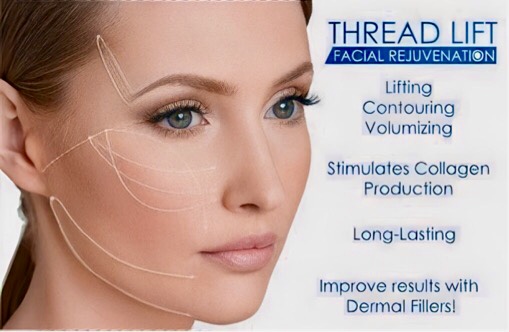 THREAD LIFT
FACIAL REJUVENATION
Lifting
Contouring
Volumizing
Stimulates Collagen
Production
Long-Lasting
Improve results with
Dermal Fillers!